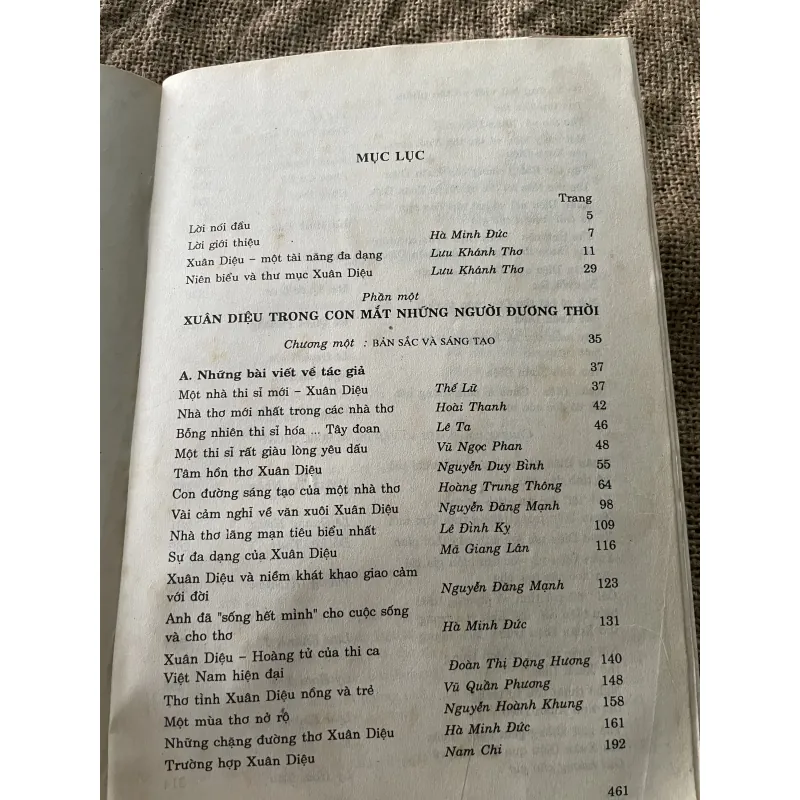 MỤC LỤC
Trang
Lời nói đầu 5
Lời giới thiệu Hà Minh Đức 7
Xuân Diệu – một tài năng đa dạng Lưu Khánh Thơ 11
Niên biểu và thư mục Xuân Diệu Lưu Khánh Thơ 29
Phần một
XUÂN DIỆU TRONG CON MẮT NHỮNG NGƯỜI ĐƯƠNG THỜI
Chương một : BẢN SẮC VÀ SÁNG TẠO 35
A. Những bài viết về tác giả 37
Một nhà thi sĩ mới – Xuân Diệu Thế Lữ 37
Nhà thơ mới nhất trong các nhà thơ Hoài Thanh 42
Bỗng nhiên thi sĩ hóa ... Tây đoan Lê Ta 46
Một thi sĩ rất giàu lòng yêu dấu Vũ Ngọc Phan 48
Tâm hồn thơ Xuân Diệu Nguyễn Duy Bình 55
Con đường sáng tạo của một nhà thơ Hoàng Trung Thông 64
Vài cảm nghĩ về văn xuôi Xuân Diệu Nguyễn Đăng Mạnh 98
Nhà thơ lãng mạn tiêu biểu nhất Lê Đình Kỵ 109
Sự đa dạng của Xuân Diệu Mã Giang Lân 116
Xuân Diệu và niềm khát khao giao cảm
với đời Nguyễn Đăng Mạnh 123
Anh đã "sống hết mình" cho cuộc sống
và cho thơ Hà Minh Đức 131
Xuân Diệu – Hoàng tử của thi ca
Việt Nam hiện đại Đoàn Thị Đặng Hương 140
Thơ tình Xuân Diệu nồng và trẻ Vũ Quần Phương 148
Một mùa thơ nở rộ Nguyễn Hoành Khung 158
Những chặng đường thơ Xuân Diệu Hà Minh Đức 161
Trường hợp Xuân Diệu Nam Chi 192
461